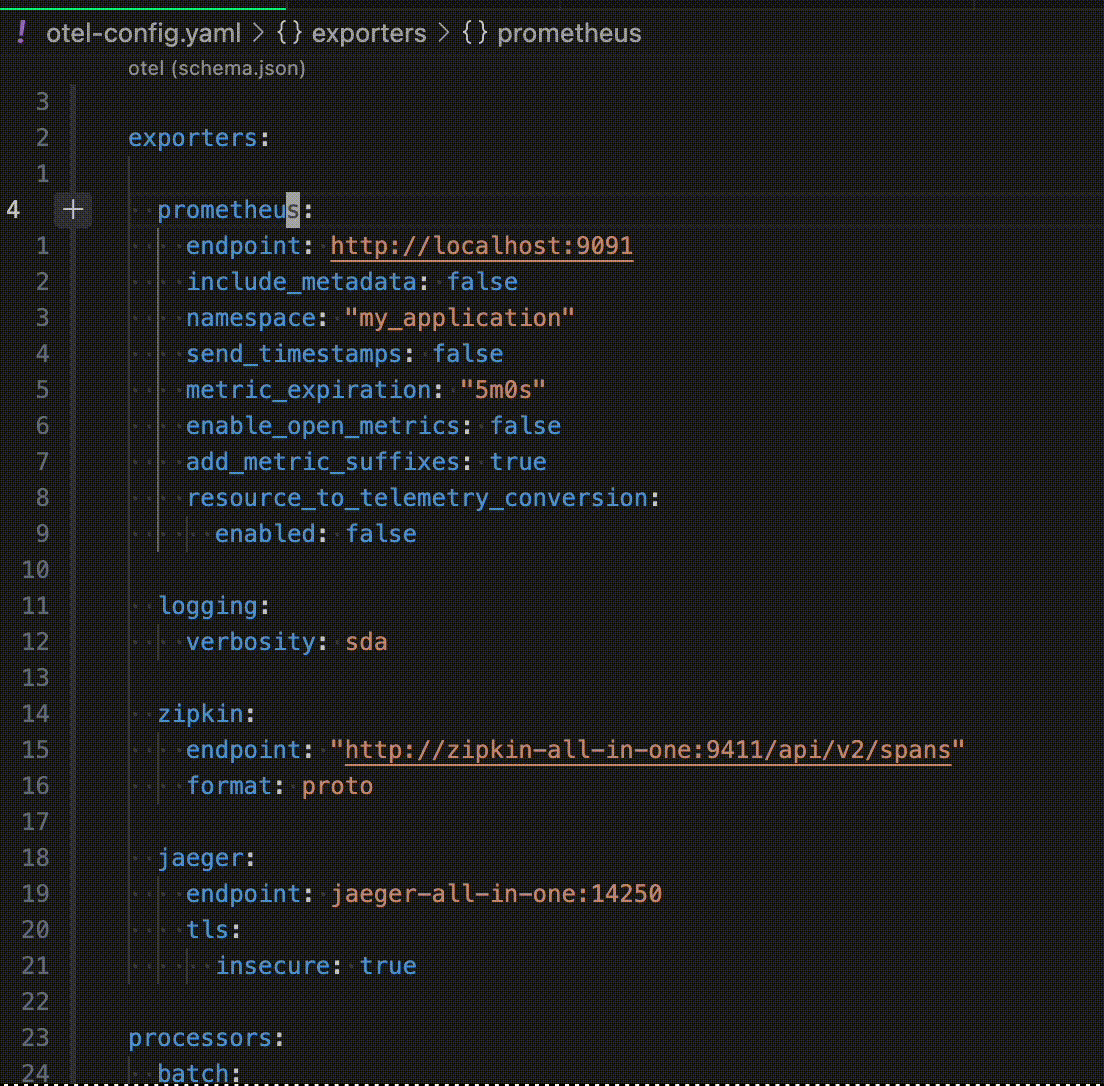 ! otel-config.yaml > {} exporters > {} prometheus
otel (schema.json)
3
2 exporters:
1
4 + prometheus:
1 endpoint: http://localhost:9091
2 include_metadata: false
3 namespace: "my_application"
4 send_timestamps: false
5 metric_expiration: "5m0s"
6 enable_open_metrics: false
7 add_metric_suffixes: true
8 resource_to_telemetry_conversion:
9 enabled: false
10
11 logging:
12 verbosity: sda
13
14 zipkin:
15 endpoint: "http://zipkin-all-in-one:9411/api/v2/spans"
16 format: proto
17
18 jaeger:
19 endpoint: jaeger-all-in-one:14250
20 tls:
21 insecure: true
22
23 processors:
24 batch: